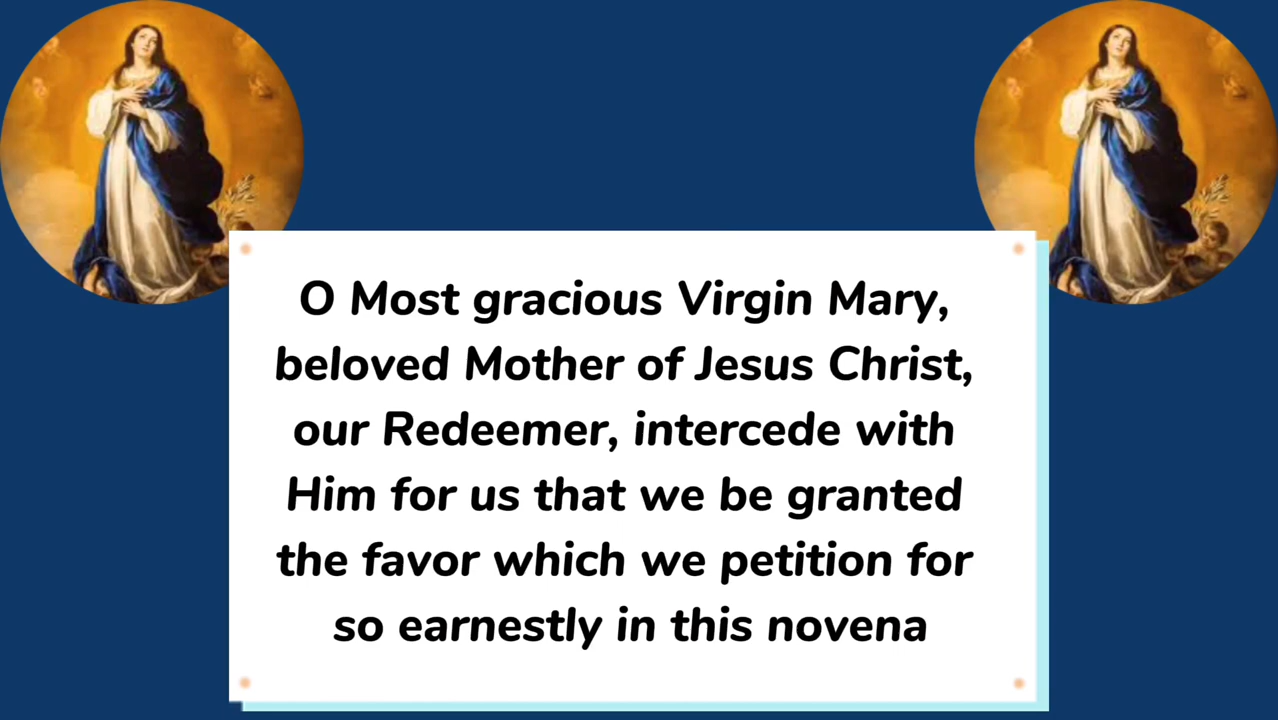 O Most gracious Virgin Mary,
beloved Mother of Jesus Christ,
our Redeemer, intercede with
Him for us that we be granted
the favor which we petition for
so earnestly in this novena